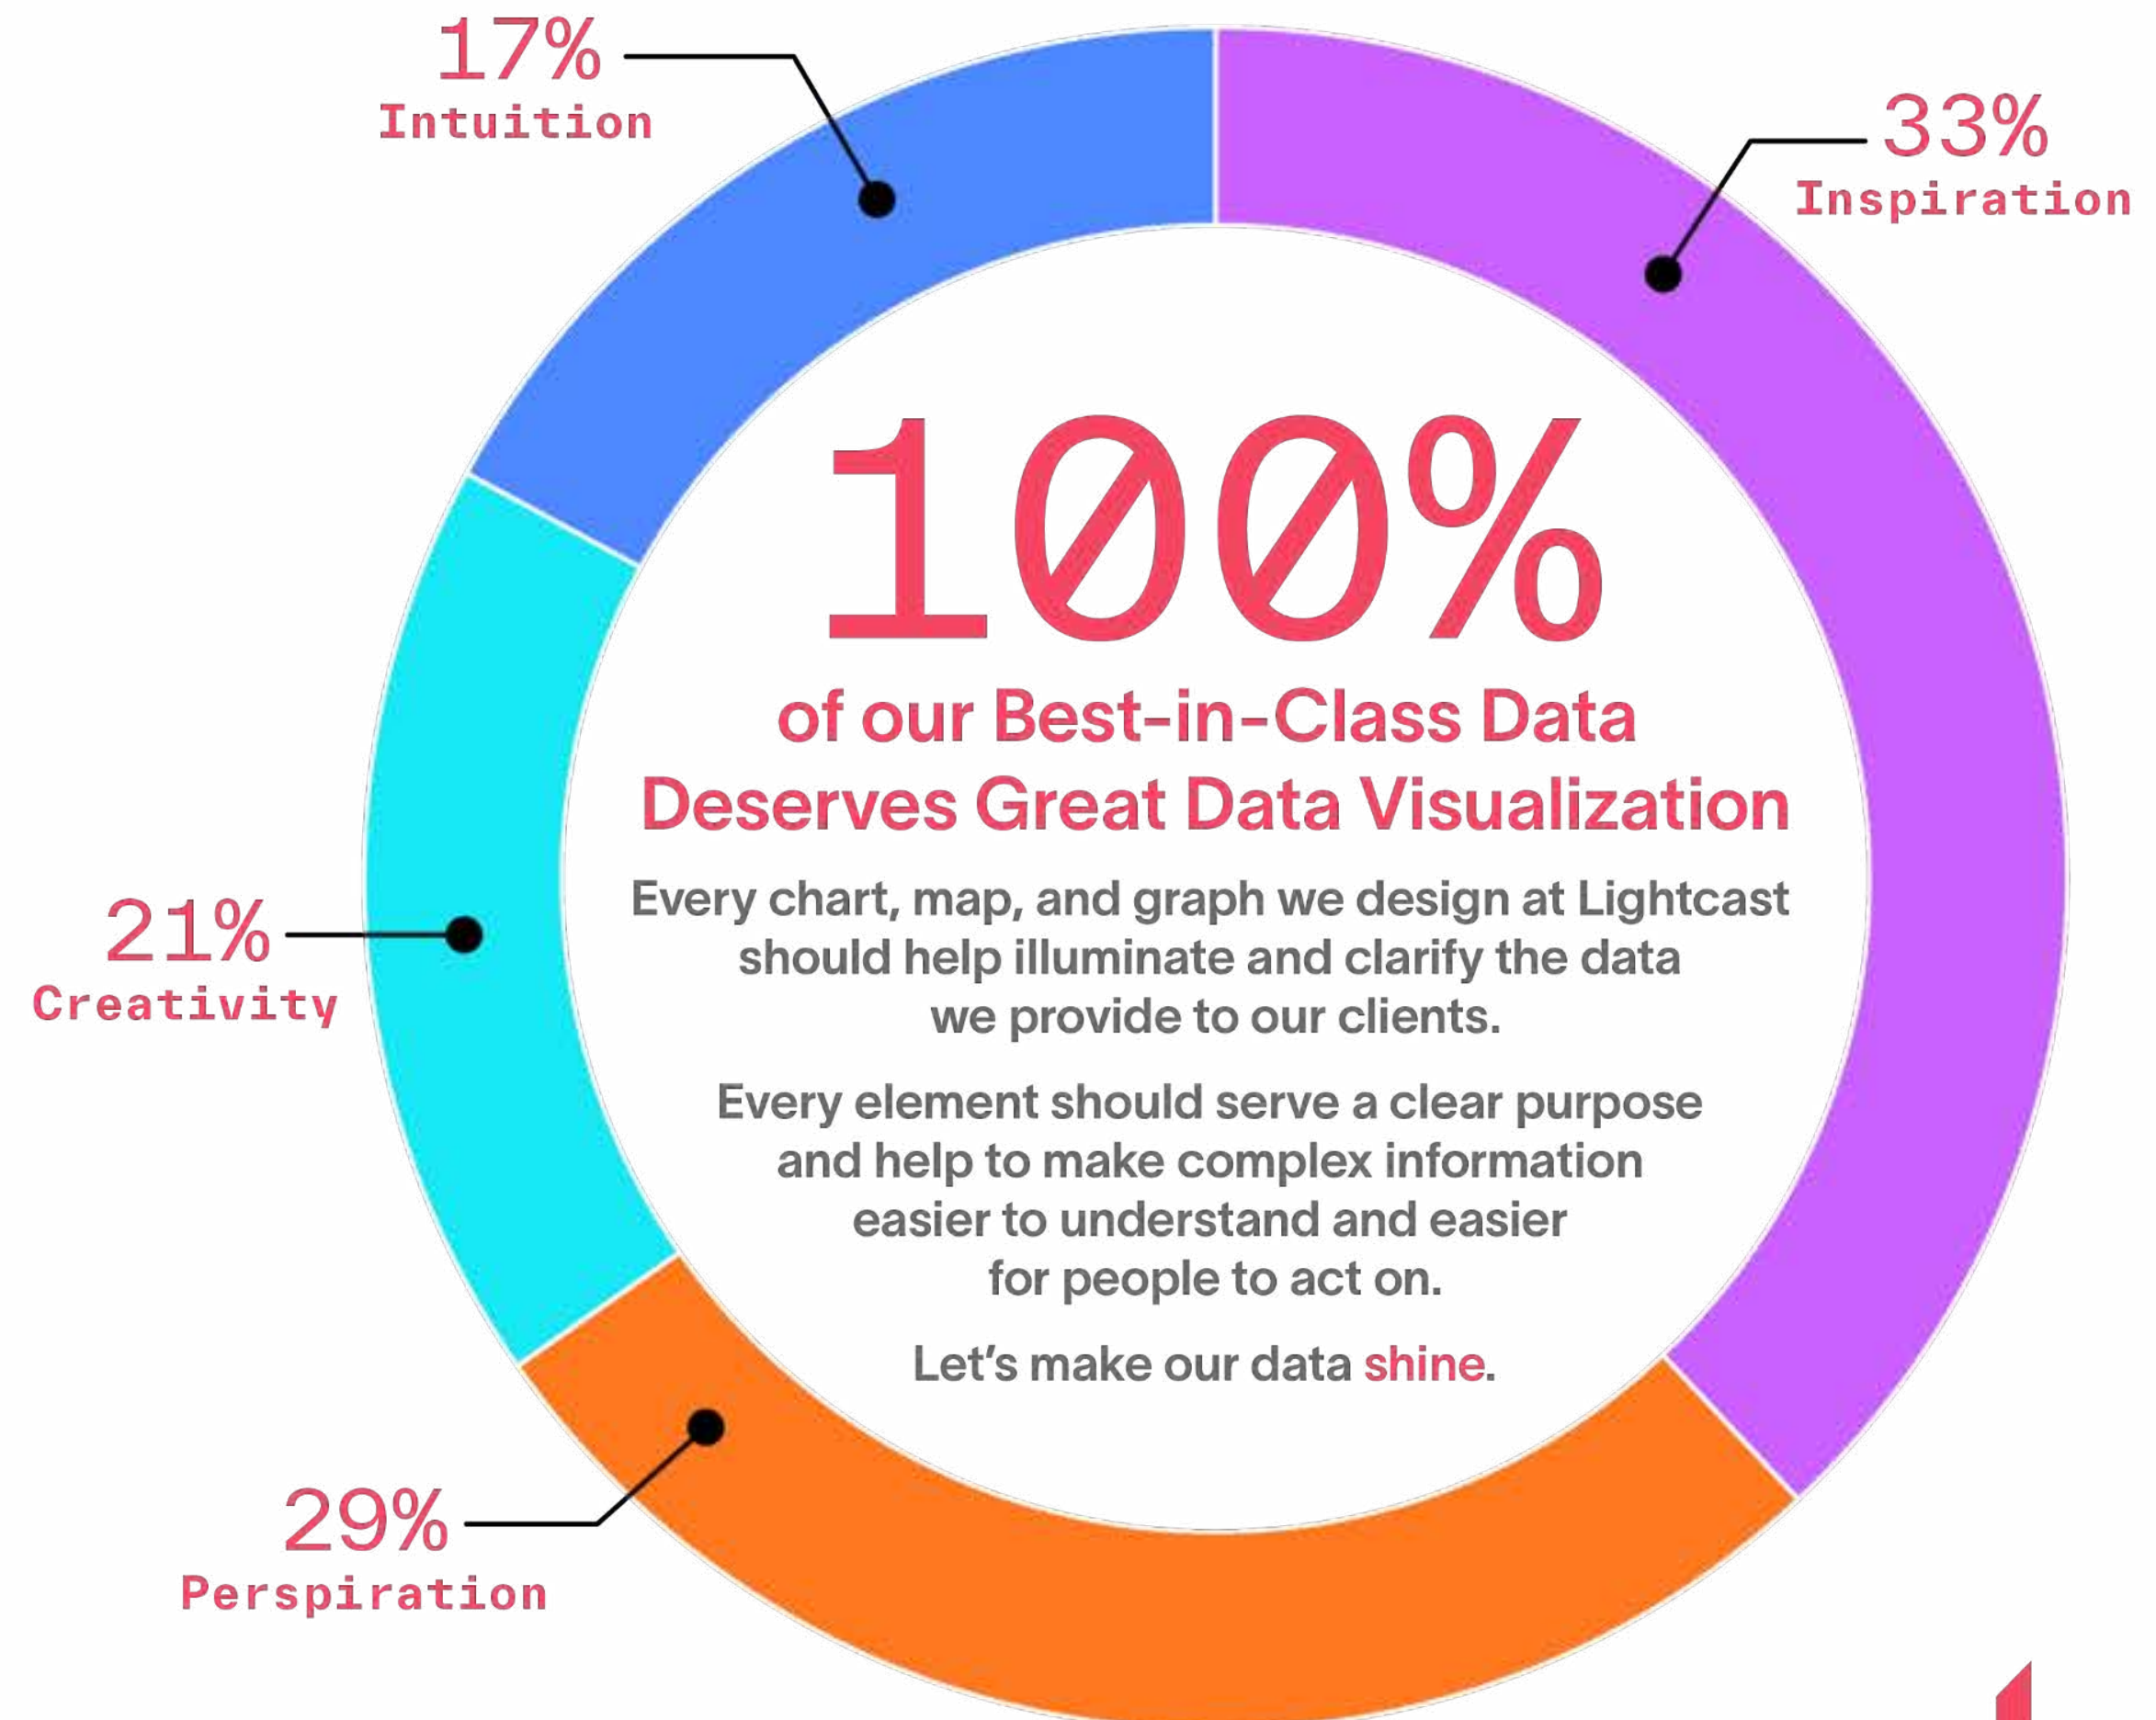 17%
Intuition
33%
Inspiration
100%
of our Best-in-Class Data
Deserves Great Data Visualization
Every chart, map, and graph we design at Lightcast
should help illuminate and clarify the data
we provide to our clients.
Every element should serve a clear purpose
and help to make complex information
easier to understand and easier
for people to act on.
Let's make our data shine.
21%
Creativity
29%
Perspiration